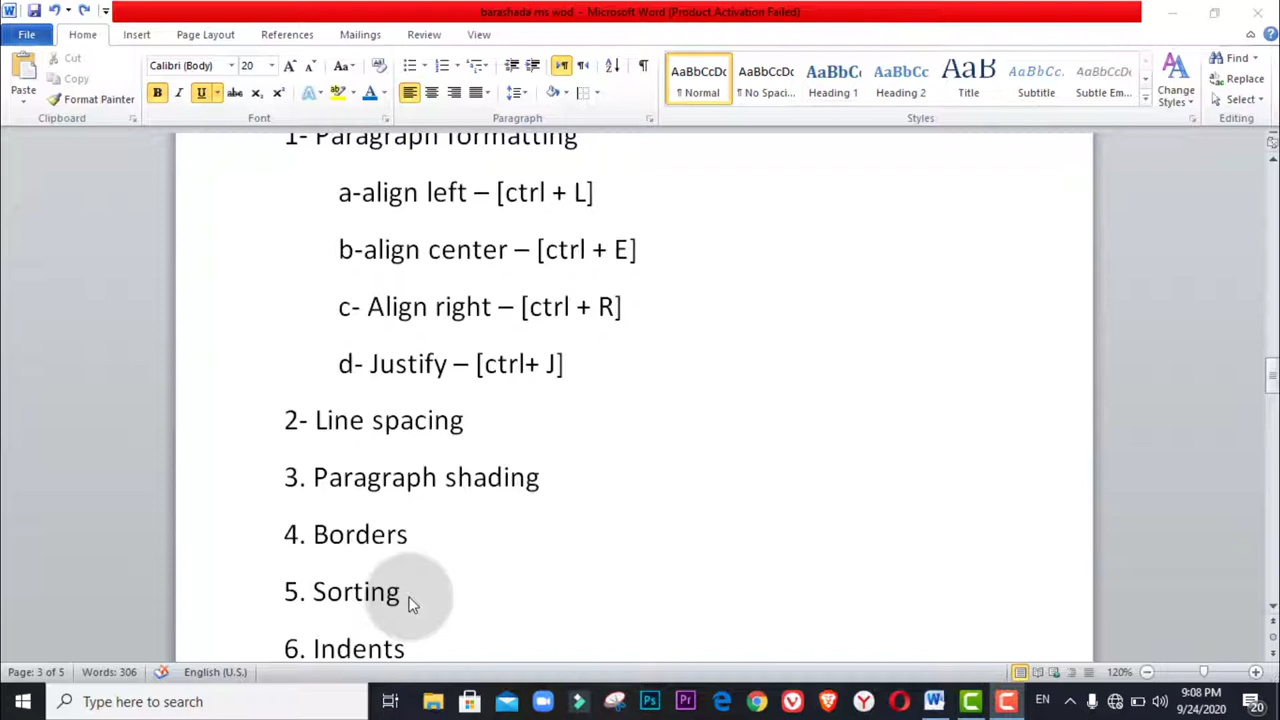 barashada ms wod - Microsoft Word (Product Activation Failed)
File Home Insert Page Layout References Mailings Review View
Cut
Copy
Format Painter
Paste
Clipboard
Calibri (Body) 20
Font
Paragraph
AaBbCcDc AaBbCcDc AaBbCc AaBbCc AaB AaBbCc. AaBbCcDc
¶ Normal ¶ No Spaci... Heading 1 Heading 2 Title Subtitle Subtle Em...
Change Styles
Styles
Find
Replace
Select
Editing
1- Paragraph formatting
a-align left – [ctrl + L]
b-align center – [ctrl + E]
c- Align right – [ctrl + R]
d- Justify – [ctrl+ J]
2- Line spacing
3. Paragraph shading
4. Borders
5. Sorting
6. Indents
Page: 3 of 5 Words: 306 English (U.S.) 120%
Type here to search
EN
9:08 PM
9/24/2020
20